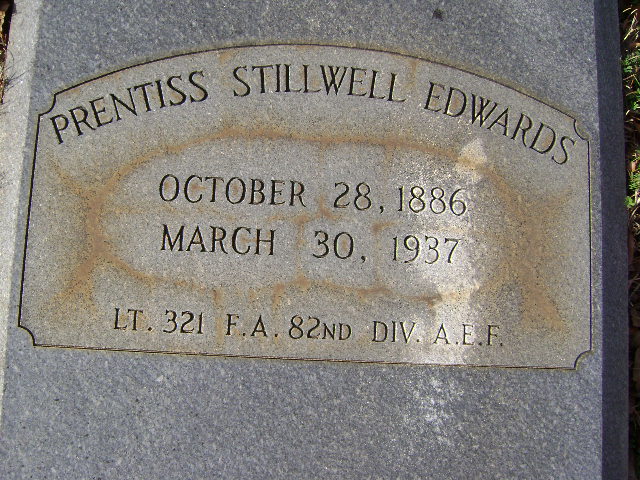 PRENTISS STILLWELL EDWARDS
OCTOBER 28, 1886
MARCH 30, 1937
LT. 321 F.A. 82ND DIV. A.E.F.